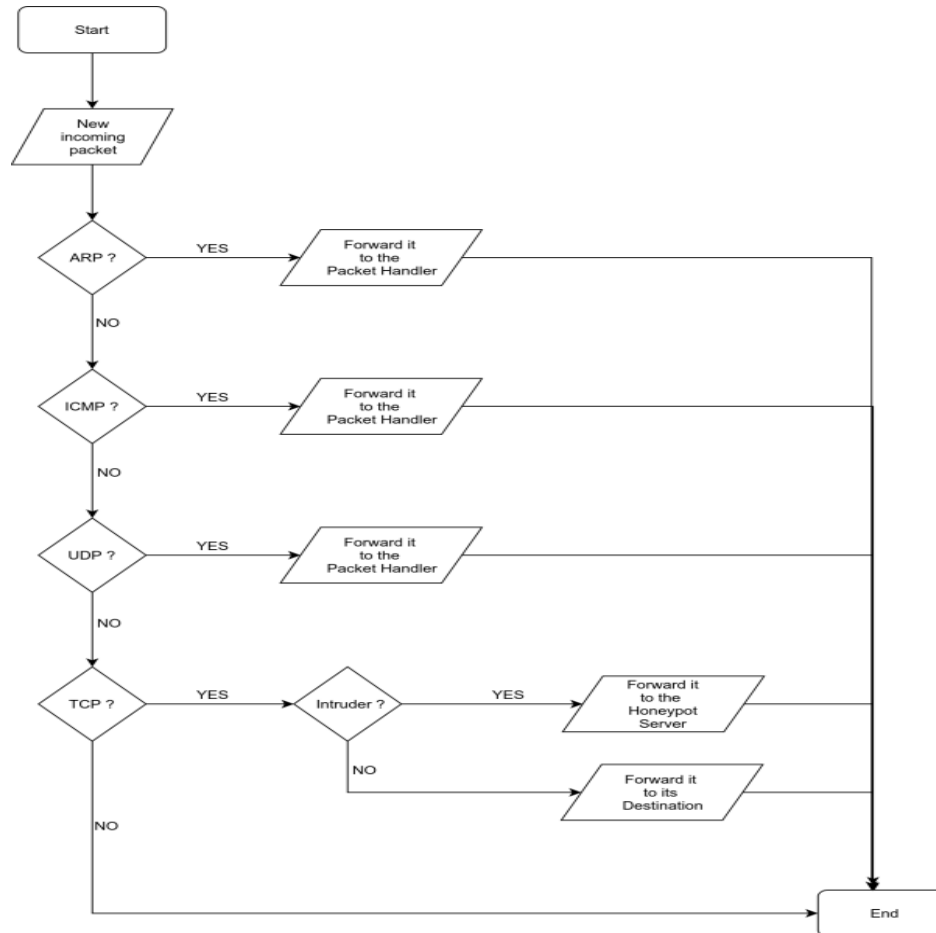 Start
New
incoming
packet
ARP ?
YES
Forward it
to the
Packet Handler
NO
ICMP ?
YES
Forward it
to the
Packet Handler
NO
UDP ?
YES
Forward it
to the
Packet Handler
NO
TCP ?
YES
Intruder ?
YES
Forward it
to the
Honeypot
Server
NO
Forward it
to its
Destination
NO
End